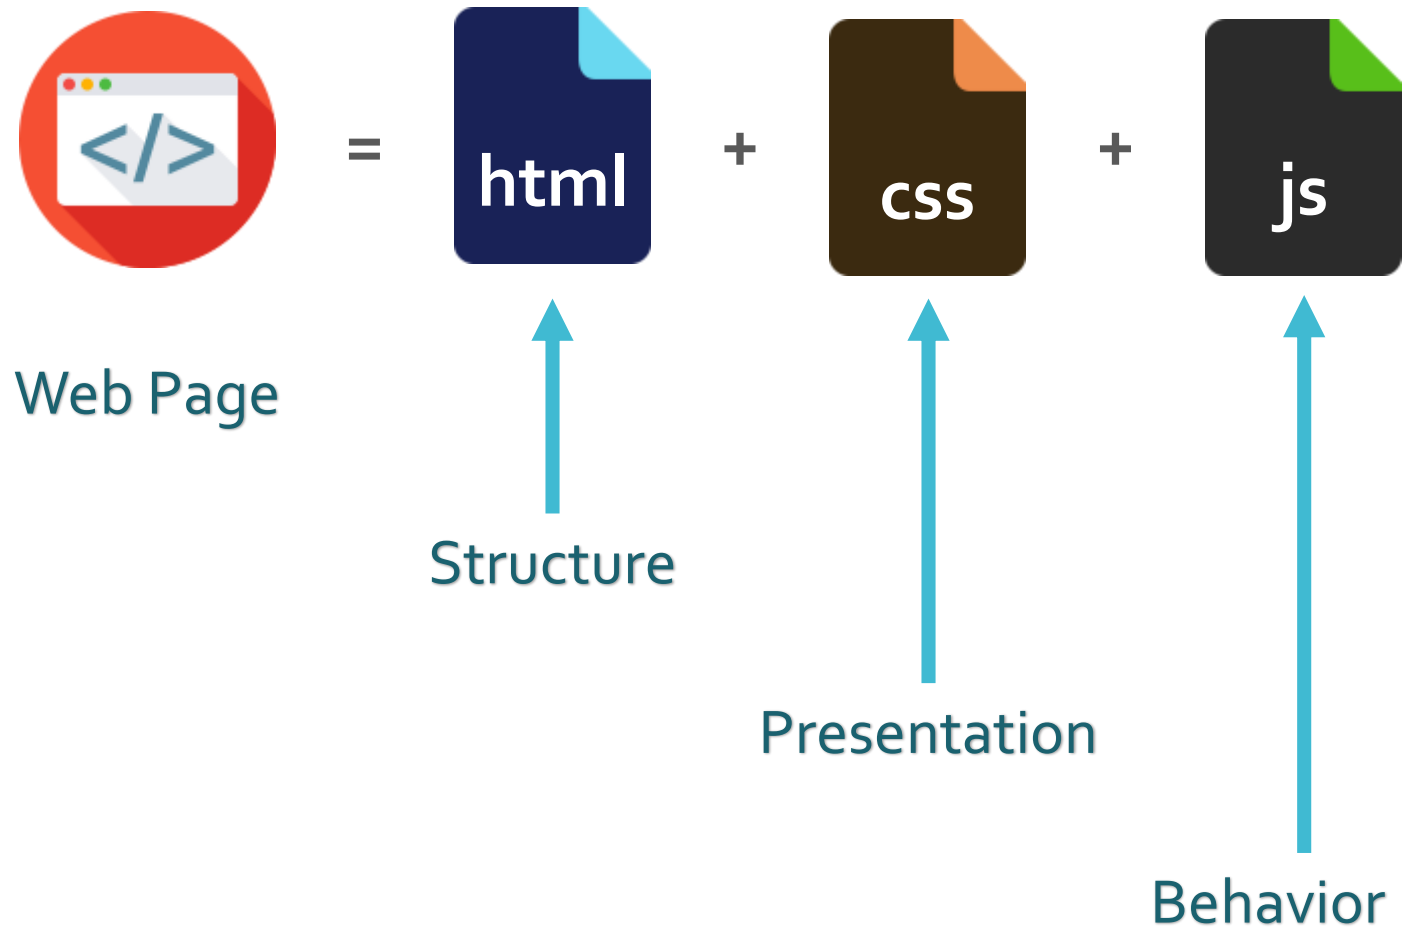 </>
=
html
+
css
+
js
Web Page
Structure
Presentation
Behavior